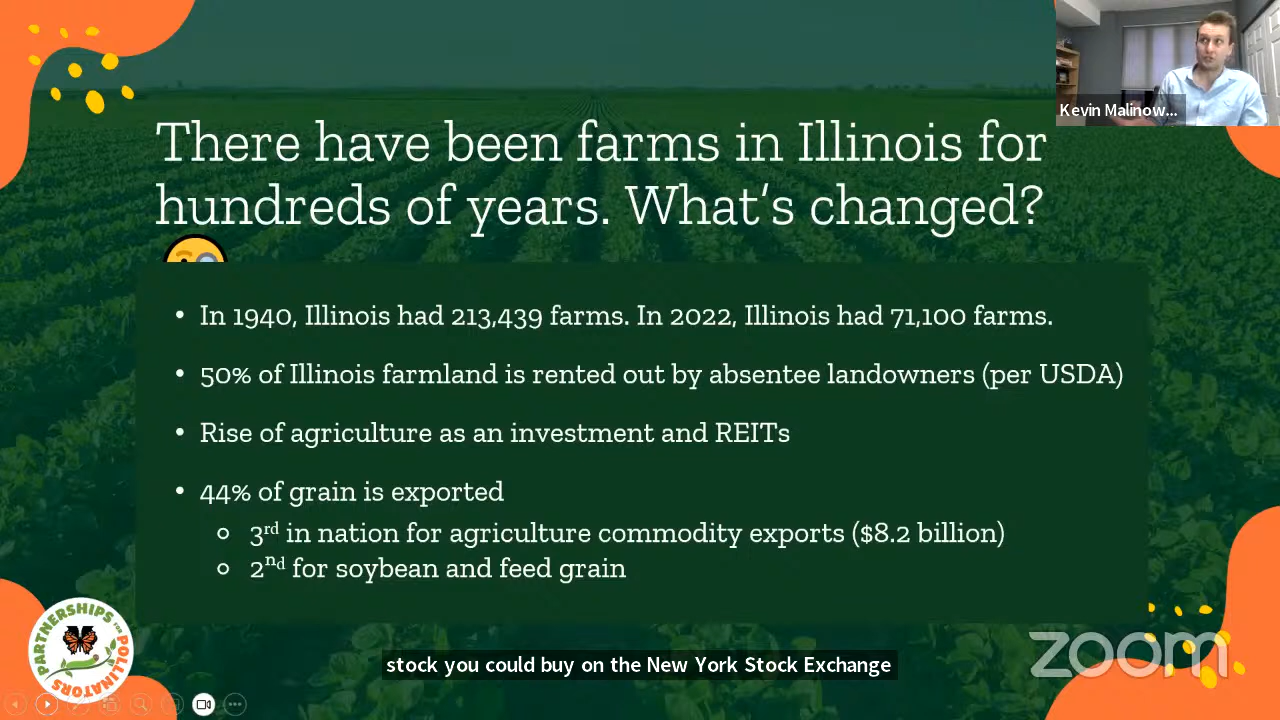 Kevin Malinow...
There have been farms in Illinois for
hundreds of years. What's changed?
• In 1940, Illinois had 213,439 farms. In 2022, Illinois had 71,100 farms.
• 50% of Illinois farmland is rented out by absentee landowners (per USDA)
• Rise of agriculture as an investment and REITs
• 44% of grain is exported
○ 3rd in nation for agriculture commodity exports ($8.2 billion)
○ 2nd for soybean and feed grain
PARTNERSHIPS FOR POLLINATORS
stock you could buy on the New York Stock Exchange
zoom